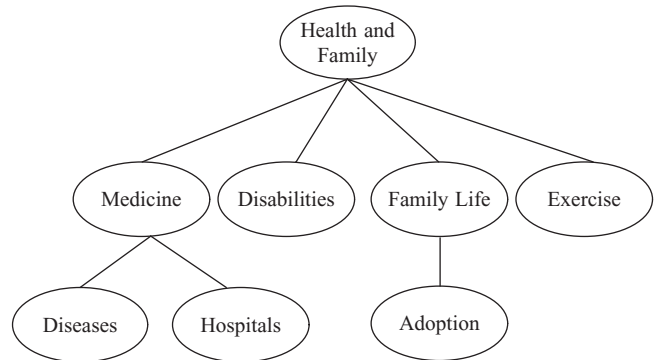 Health and
Family
Medicine
Disabilities
Family Life
Exercise
Diseases
Hospitals
Adoption